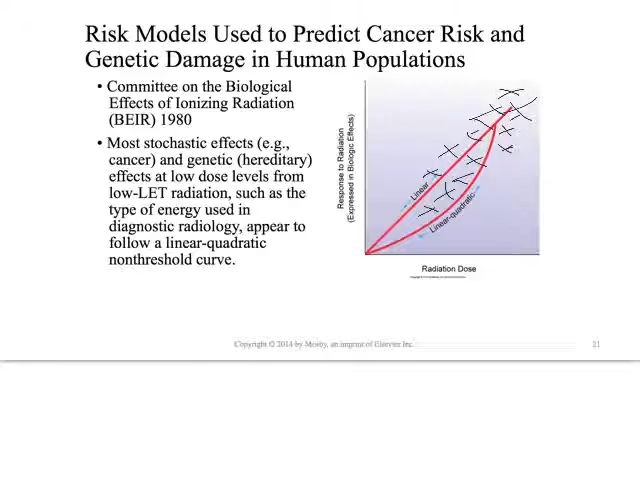 Risk Models Used to Predict Cancer Risk and
Genetic Damage in Human Populations
• Committee on the Biological
Effects of Ionizing Radiation
(BEIR) 1980
• Most stochastic effects (e.g.,
cancer) and genetic (hereditary)
effects at low dose levels from
low-LET radiation, such as the
type of energy used in
diagnostic radiology, appear to
follow a linear-quadratic
nonthreshold curve.
Response to Radiation
(Expressed in Biologic Effects)
Linear
Linear-quadratic
Radiation Dose
Copyright © 2014 by Mosby, an imprint of Elsevier Inc.
21